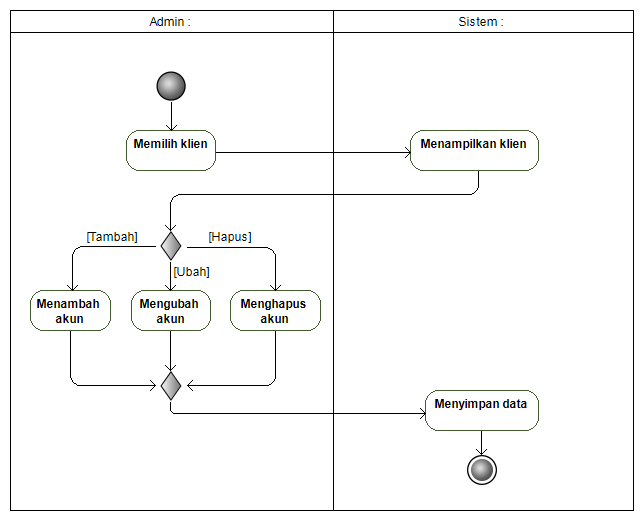 Admin :
Sistem :
Memilih klien
Menampilkan klien
[Tambah]
[Hapus]
[Ubah]
Menambah
akun
Mengubah
akun
Menghapus
akun
Menyimpan data